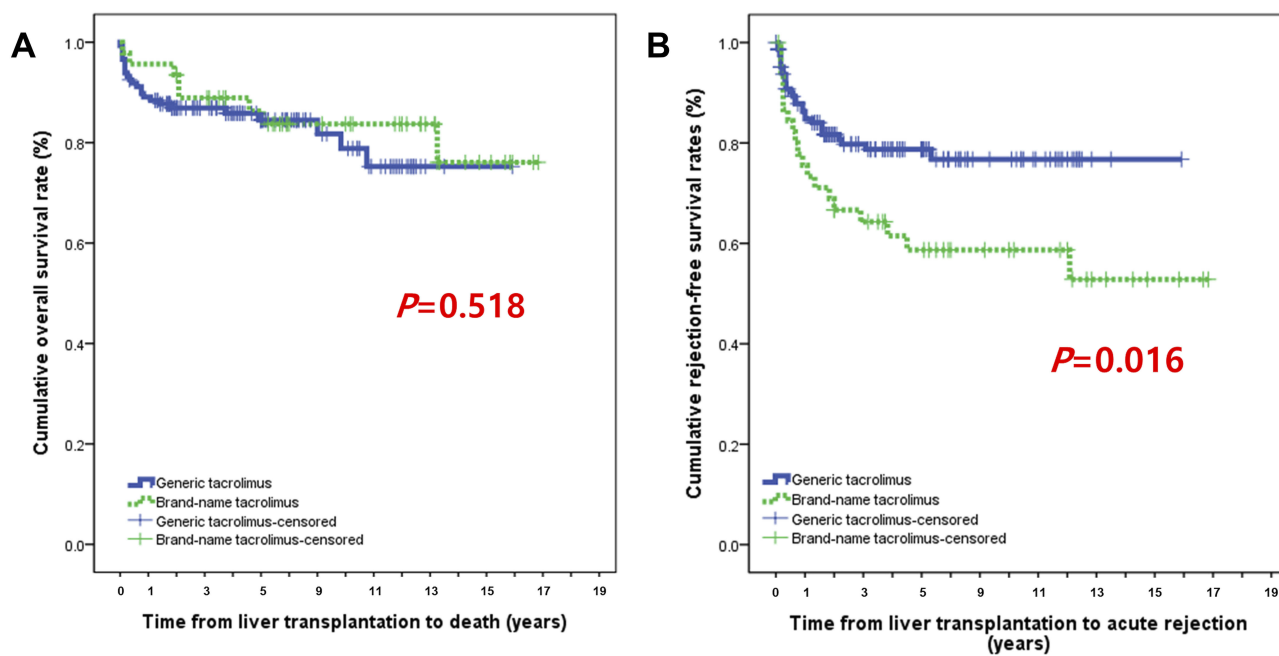 A
Cumulative overall survival rate (%)
1.0
0.8
0.6
0.4
0.2
0.0
P=0.518
Generic tacrolimus
Brand-name tacrolimus
Generic tacrolimus-censored
Brand-name tacrolimus-censored
0 1 3 5 9 11 13 15 17 19
Time from liver transplantation to death (years)
B
Cumulative rejection-free survival rates (%)
1.0
0.8
0.6
0.4
0.2
0.0
P=0.016
Generic tacrolimus
Brand-name tacrolimus
Generic tacrolimus-censored
Brand-name tacrolimus-censored
0 1 3 5 9 11 13 15 17 19
Time from liver transplantation to acute rejection
(years)